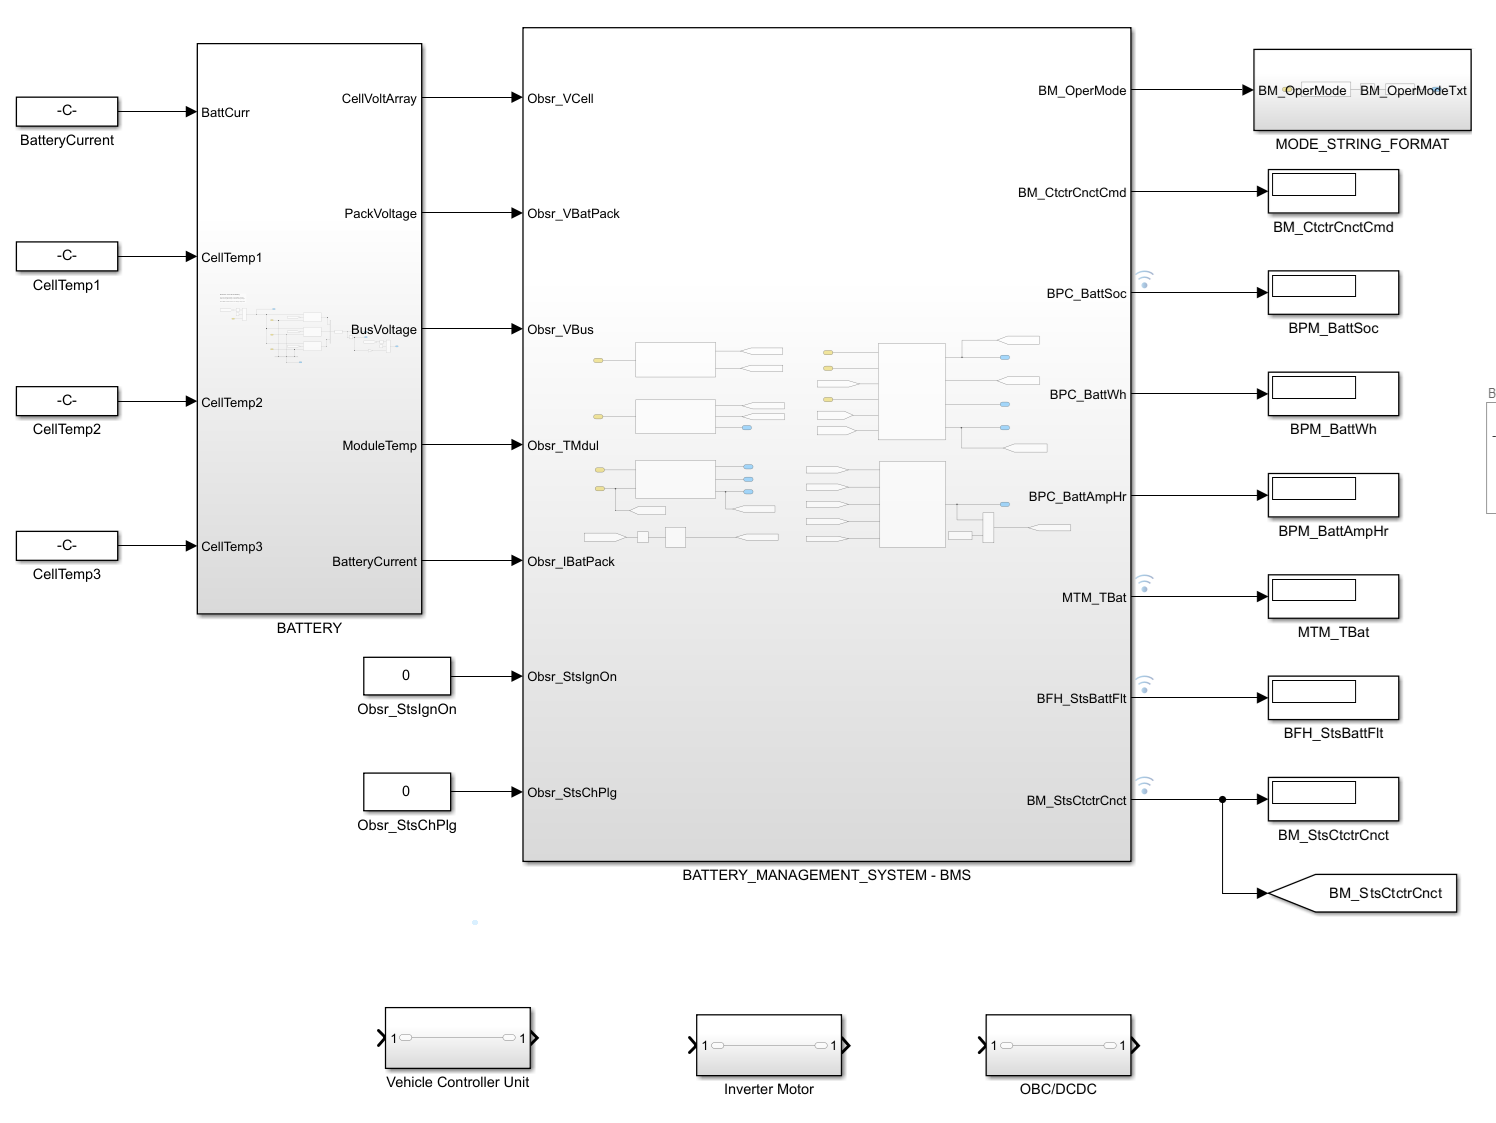 -C-
BatteryCurrent
-C-
CellTemp1
-C-
CellTemp2
-C-
CellTemp3
BattCurr
CellTemp1
CellTemp2
CellTemp3
CellVoltArray
PackVoltage
BusVoltage
ModuleTemp
BatteryCurrent
BATTERY
0
Obsr_StsIgnOn
0
Obsr_StsChPlg
Obsr_VCell
Obsr_VBatPack
Obsr_VBus
Obsr_TMdul
Obsr_IBatPack
Obsr_StsIgnOn
Obsr_StsChPlg
BM_OperMode
BM_CtctrCnctCmd
BPC_BattSoc
BPC_BattWh
BPC_BattAmpHr
MTM_TBat
BFH_StsBattFlt
BM_StsCtctrCnct
BATTERY_MANAGEMENT_SYSTEM - BMS
BM_OperMode BM_OperModeTxt
MODE_STRING_FORMAT
BM_CtctrCnctCmd
BPM_BattSoc
BPM_BattWh
BPM_BattAmpHr
MTM_TBat
BFH_StsBattFlt
BM_StsCtctrCnct
BM_StsCtctrCnct
1 1
Vehicle Controller Unit
1 1
Inverter Motor
1 1
OBC/DCDC